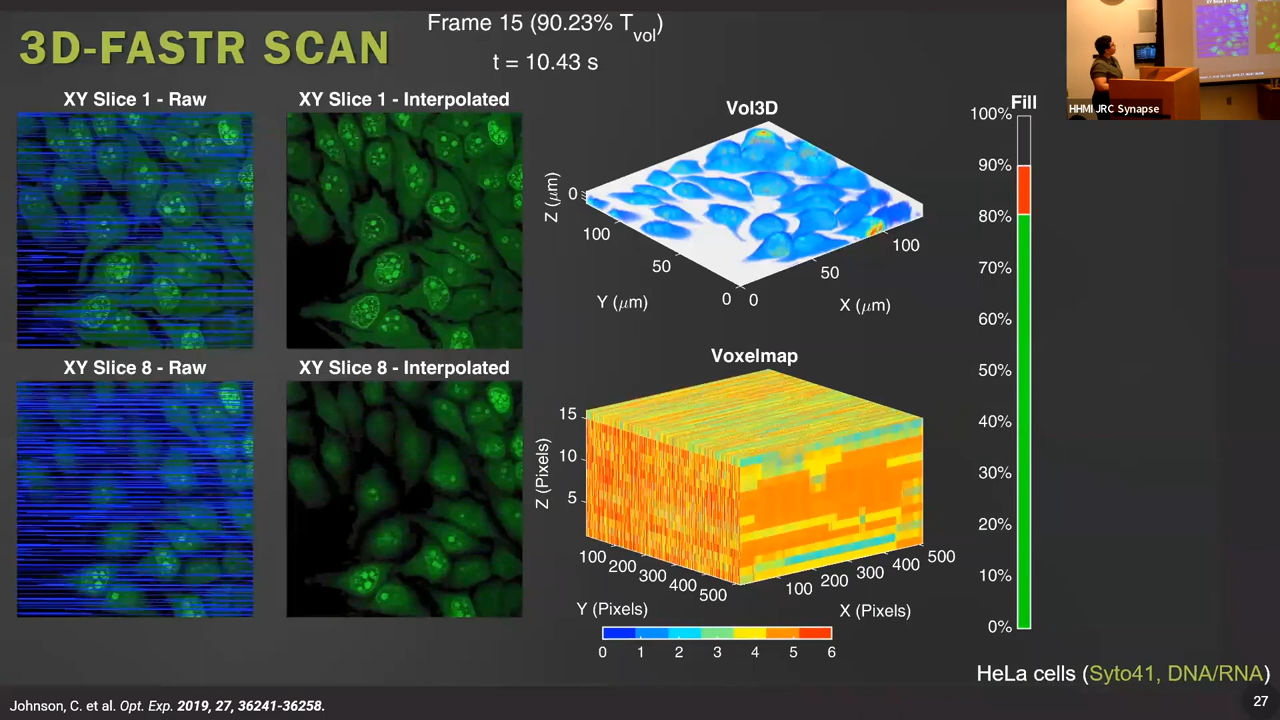 3D-FASTR SCAN
Frame 15 (90.23% Tvol)
t = 10.43 s
HHMI JRC Synapse
XY Slice 1 - Raw
XY Slice 1 - Interpolated
Vol3D
Z (μm)
0
100
50
0
Y (μm)
0
50
100
X (μm)
Fill
100%
90%
80%
70%
60%
50%
40%
30%
20%
10%
0%
XY Slice 8 - Raw
XY Slice 8 - Interpolated
Voxelmap
Z (Pixels)
15
10
5
100
200
300
400
500
Y (Pixels)
100
200
300
400
500
X (Pixels)
0 1 2 3 4 5 6
HeLa cells (Syto41, DNA/RNA)
Johnson, C. et al. Opt. Exp. 2019, 27, 36241-36258.
27